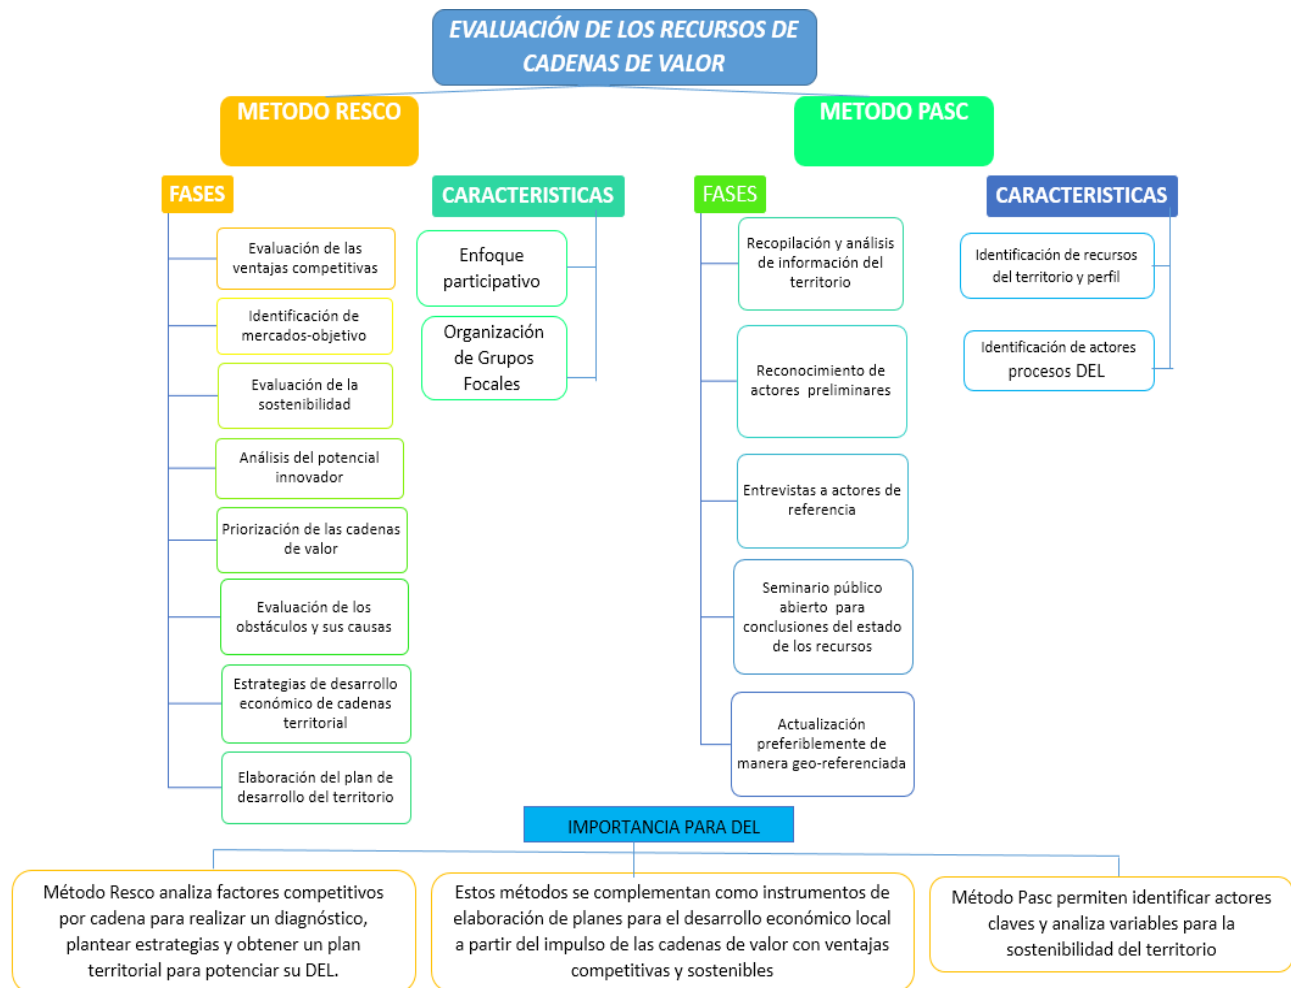 EVALUACIÓN DE LOS RECURSOS DE
CADENAS DE VALOR
METODO RESCO
METODO PASC
FASES
CARACTERISTICAS
FASES
CARACTERISTICAS
Evaluación de las
ventajas competitivas
Identificación de
mercados-objetivo
Evaluación de la
sostenibilidad
Análisis del potencial
innovador
Priorización de las cadenas
de valor
Evaluación de los
obstáculos y sus causas
Estrategias de desarrollo
económico de cadenas
territorial
Elaboración del plan de
desarrollo del territorio
Enfoque
participativo
Organización
de Grupos
Focales
Recopilación y análisis
de información del
territorio
Reconocimiento de
actores preliminares
Entrevistas a actores de
referencia
Seminario público
abierto para
conclusiones del estado
de los recursos
Actualización
preferiblemente de
manera geo-referenciada
Identificación de recursos
del territorio y perfil
Identificación de actores
procesos DEL
IMPORTANCIA PARA DEL
Método Resco analiza factores competitivos
por cadena para realizar un diagnóstico,
plantear estrategias y obtener un plan
territorial para potenciar su DEL.
Estos métodos se complementan como instrumentos de
elaboración de planes para el desarrollo económico local
a partir del impulso de las cadenas de valor con ventajas
competitivas y sostenibles
Método Pasc permiten identificar actores
claves y analiza variables para la
sostenibilidad del territorio